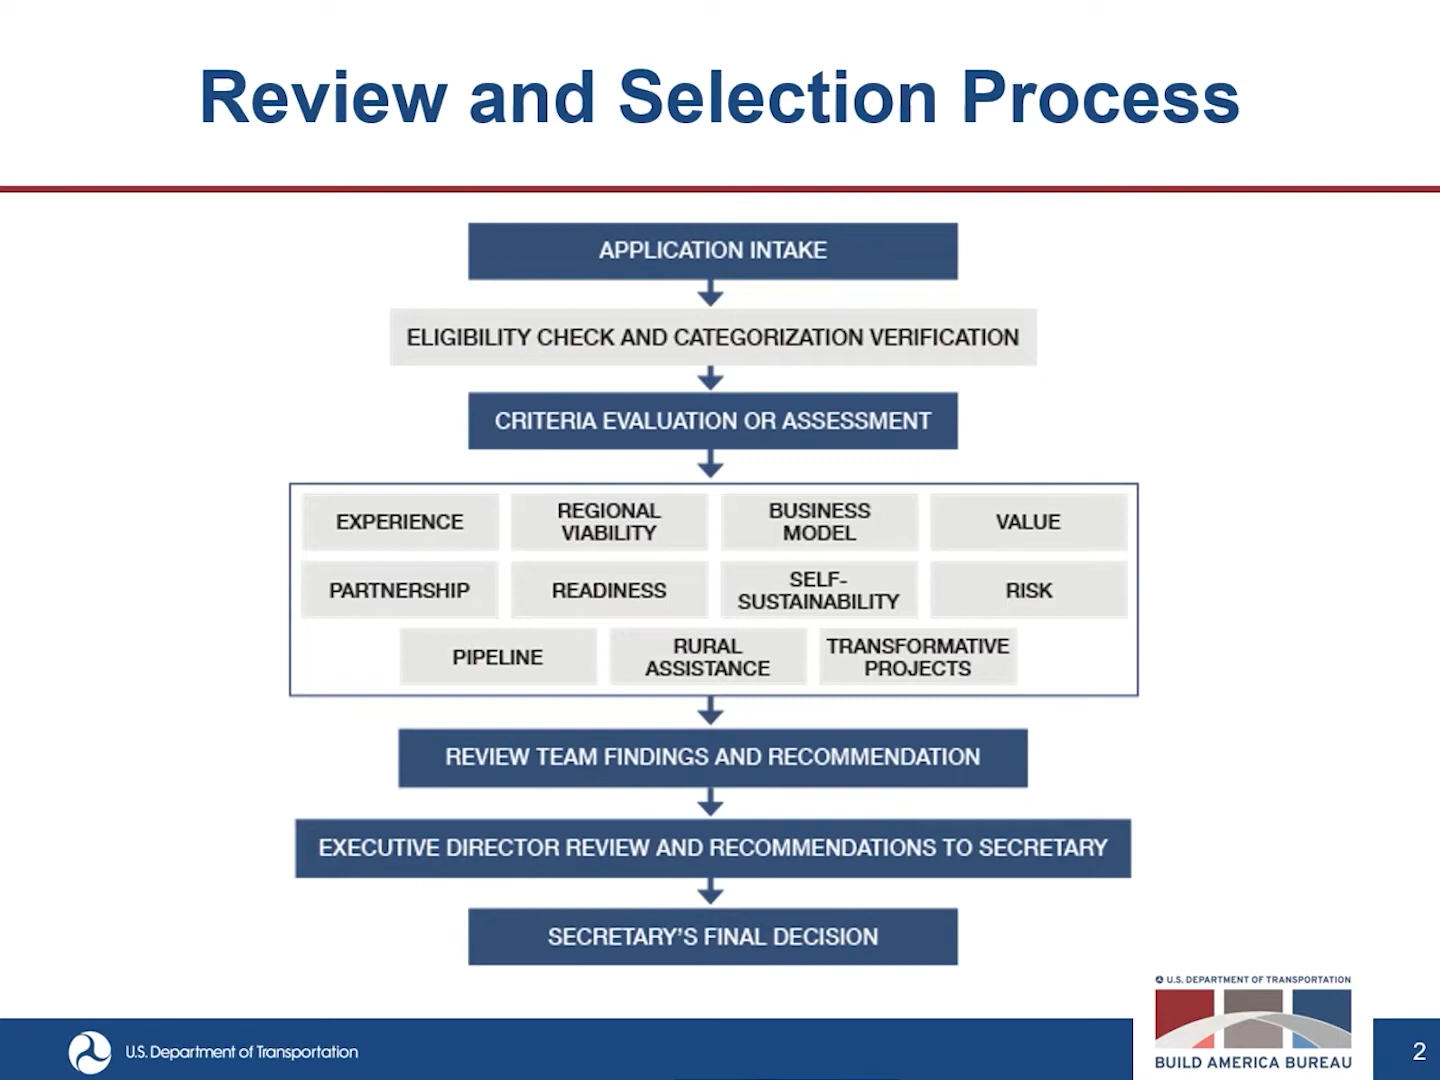 Review and Selection Process
APPLICATION INTAKE
ELIGIBILITY CHECK AND CATEGORIZATION VERIFICATION
CRITERIA EVALUATION OR ASSESSMENT
EXPERIENCE
REGIONAL
VIABILITY
BUSINESS
MODEL
VALUE
PARTNERSHIP
READINESS
SELF-
SUSTAINABILITY
RISK
PIPELINE
RURAL
ASSISTANCE
TRANSFORMATIVE
PROJECTS
REVIEW TEAM FINDINGS AND RECOMMENDATION
EXECUTIVE DIRECTOR REVIEW AND RECOMMENDATIONS TO SECRETARY
SECRETARY’S FINAL DECISION
U.S. DEPARTMENT OF TRANSPORTATION
BUILD AMERICA BUREAU
U.S. Department of Transportation
2